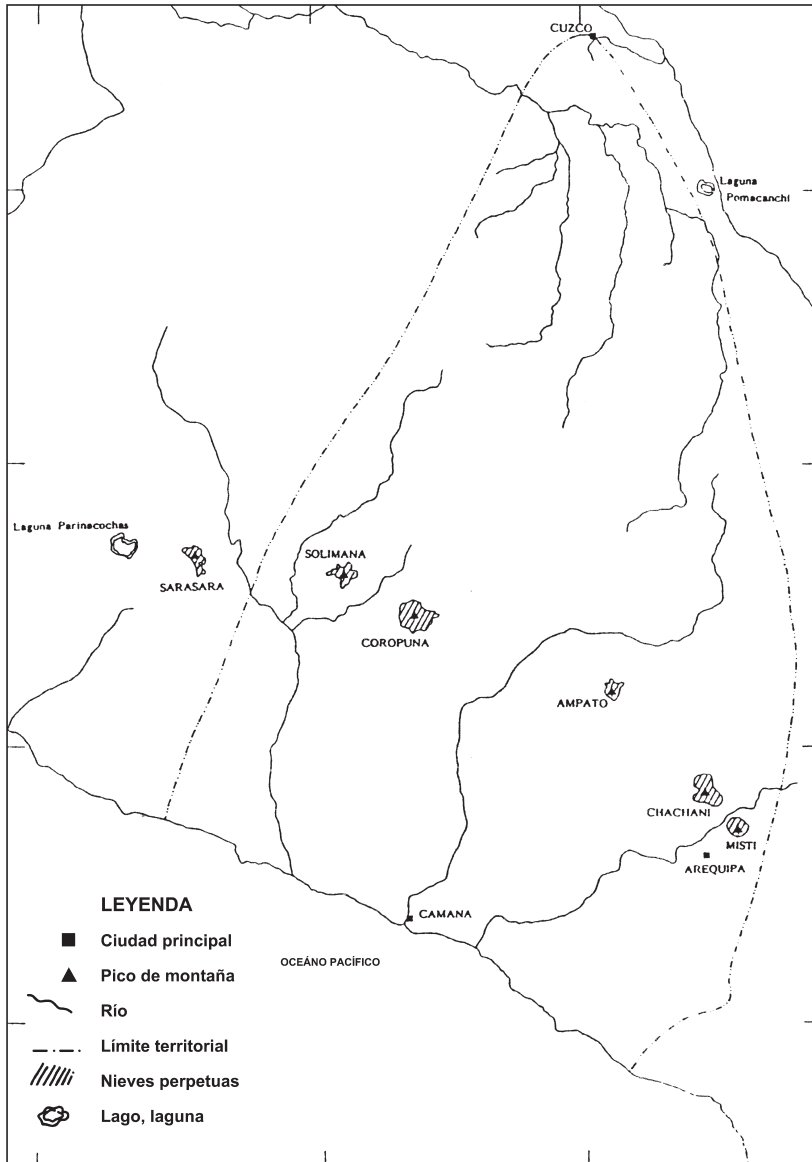 CUZCO
Laguna
Pomacanchi
Laguna Parinacochas
SARASARA
SOLIMANA
COROPUNA
AMPATO
CHACHANI
MISTI
AREQUIPA
CAMANA
OCEÁNO PACÍFICO
LEYENDA
Ciudad principal
Pico de montaña
Río
Límite territorial
Nieves perpetuas
Lago, laguna